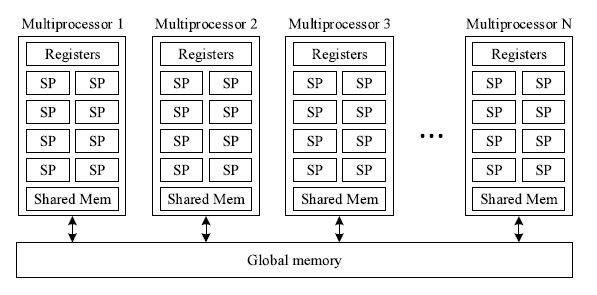 Multiprocessor 1 Multiprocessor 2 Multiprocessor 3 Multiprocessor N
Registers Registers Registers Registers
SP SP SP SP SP SP SP SP
SP SP SP SP SP SP SP SP
SP SP SP SP SP SP SP SP
...
SP SP SP SP SP SP SP SP
Shared Mem Shared Mem Shared Mem Shared Mem
Global memory